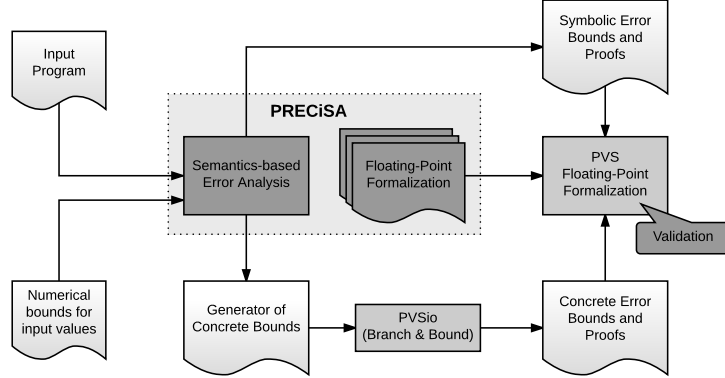 Input
Program
Symbolic Error
Bounds and
Proofs
PRECiSA
Semantics-based
Error Analysis
Floating-Point
Formalization
PVS
Floating-Point
Formalization
Validation
Numerical
bounds for
input values
Generator of
Concrete Bounds
PVSio
(Branch & Bound)
Concrete Error
Bounds and
Proofs